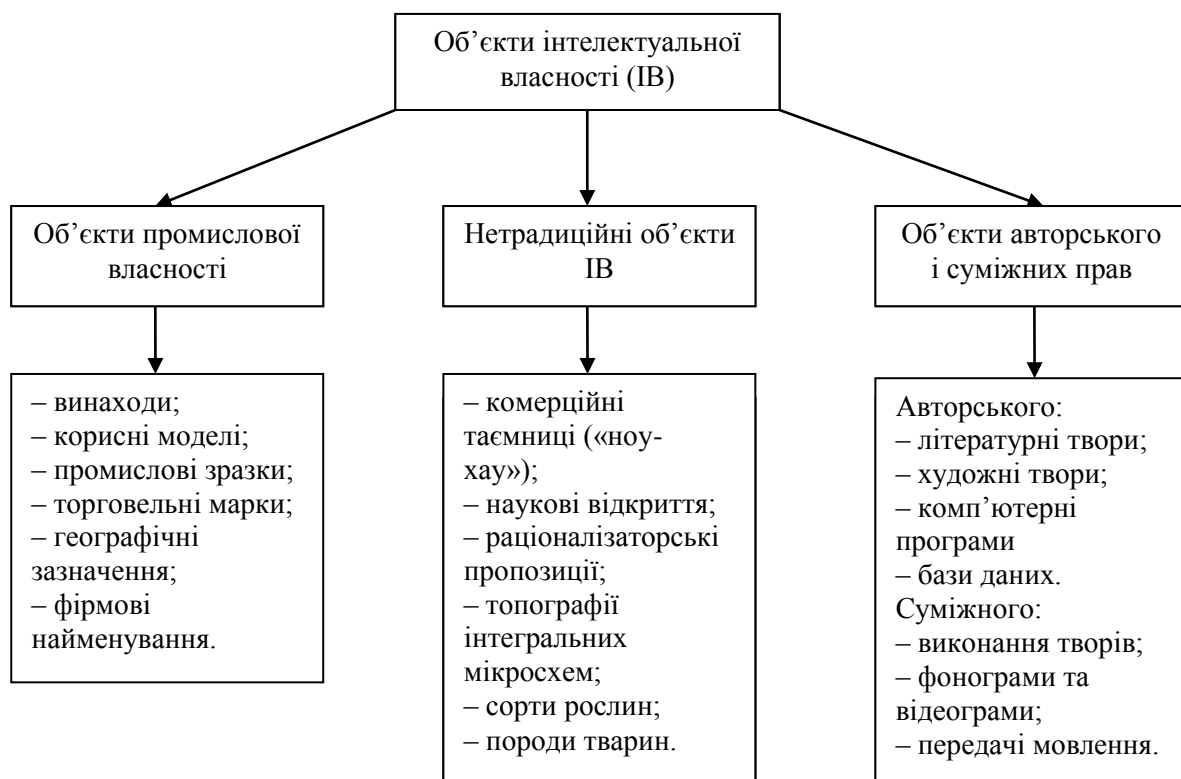 Об’єкти інтелектуальної
власності (ІВ)
Об’єкти промислової
власності
Нетрадиційні об’єкти
ІВ
Об’єкти авторського
і суміжних прав
– винаходи;
– корисні моделі;
– промислові зразки;
– торговельні марки;
– географічні
зазначення;
– фірмові
найменування.
– комерційні
таємниці («ноу-
хау»);
– наукові відкриття;
– раціоналізаторські
пропозиції;
– топографії
інтегральних
мікросхем;
– сорти рослин;
– породи тварин.
Авторського:
– літературні твори;
– художні твори;
– комп’ютерні
програми
– бази даних.
Суміжного:
– виконання творів;
– фонограми та
відеограми;
– передачі мовлення.